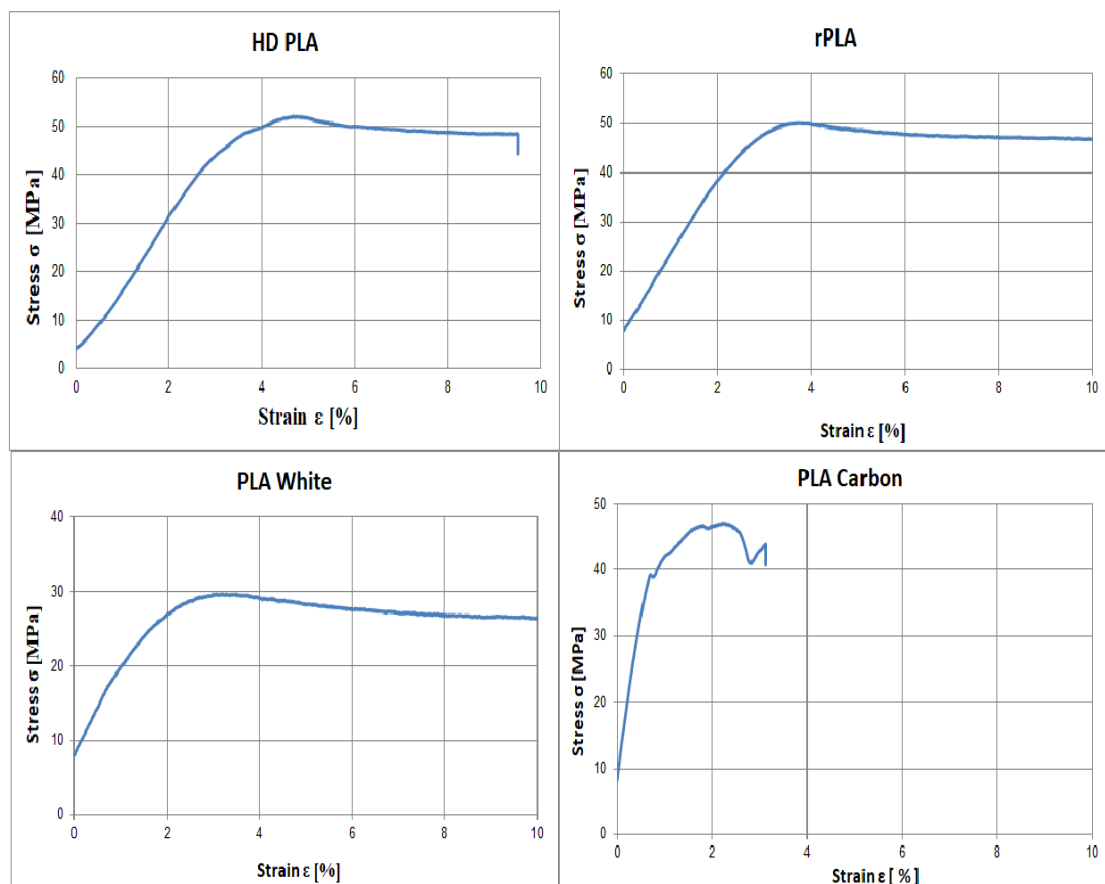 HD PLA
Stress σ [MPa]
60
50
40
30
20
10
0
0 2 4 6 8 10
Strain ε [%]
rPLA
Stress σ [MPa]
60
50
40
30
20
10
0
0 2 4 6 8 10
Strain ε [%]
PLA White
Stress σ [MPa]
40
30
20
10
0
0 2 4 6 8 10
Strain ε [%]
PLA Carbon
Stress σ [MPa]
50
40
30
20
10
0
0 2 4 6 8 10
Strain ε [ %]